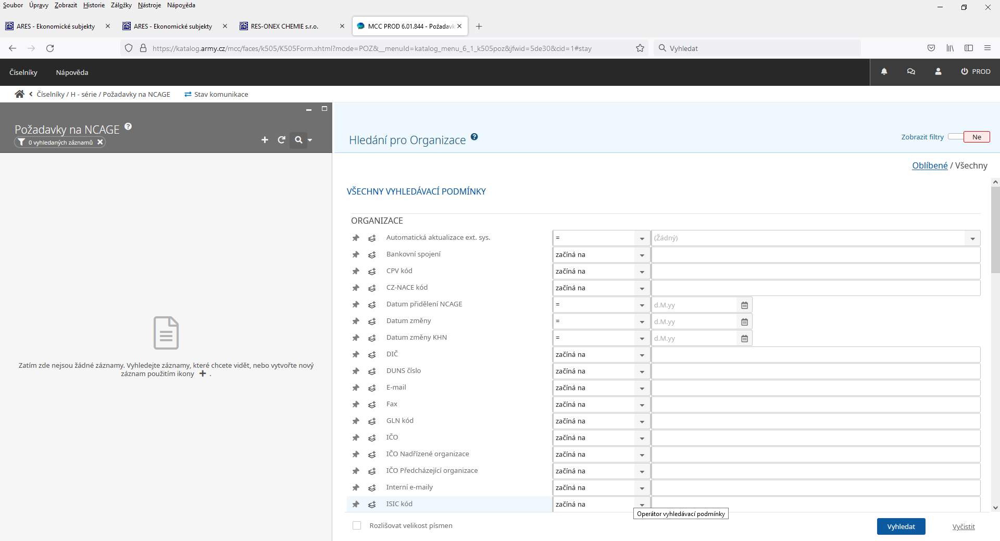 Soubor Úpravy Zobrazit Historie Záložky Nástroje Nápověda
ARES - Ekonomické subjekty ARES - Ekonomické subjekty RES-ONEX CHEMIE s.r.o. MCC PROD 6.01.844 - Požadavk
https://katalog.army.cz/mcc/faces/k505/K505Form.xhtml?mode=POZ&__menuId=katalog_menu_6_1_k505poz&jfwid=5de30&cid=1#stay Vyhledat
Číselníky Nápověda PROD
Číselníky / H - série / Požadavky na NCAGE Stav komunikace
Požadavky na NCAGE
0 vyhledaných záznamů
Zatím zde nejsou žádné záznamy. Vyhledejte záznamy, které chcete vidět, nebo vytvořte nový
záznam použitím ikony + .
Hledání pro Organizace
Zobrazit filtry Ne
Oblíbené / Všechny
VŠECHNY VYHLEDÁVACÍ PODMÍNKY
ORGANIZACE
Automatická aktualizace ext. sys. = (Žádný)
Bankovní spojení začíná na
CPV kód začíná na
CZ-NACE kód začíná na
Datum přidělení NCAGE = d.M.yy
Datum změny = d.M.yy
Datum změny KHN = d.M.yy
DIČ začíná na
DUNS číslo začíná na
E-mail začíná na
Fax začíná na
GLN kód začíná na
IČO začíná na
IČO Nadřízené organizace začíná na
IČO Předcházející organizace začíná na
Interní e-maily začíná na
ISIC kód začíná na
Operátor vyhledávací podmínky
Rozlišovat velikost písmen Vyhledat Vyčistit